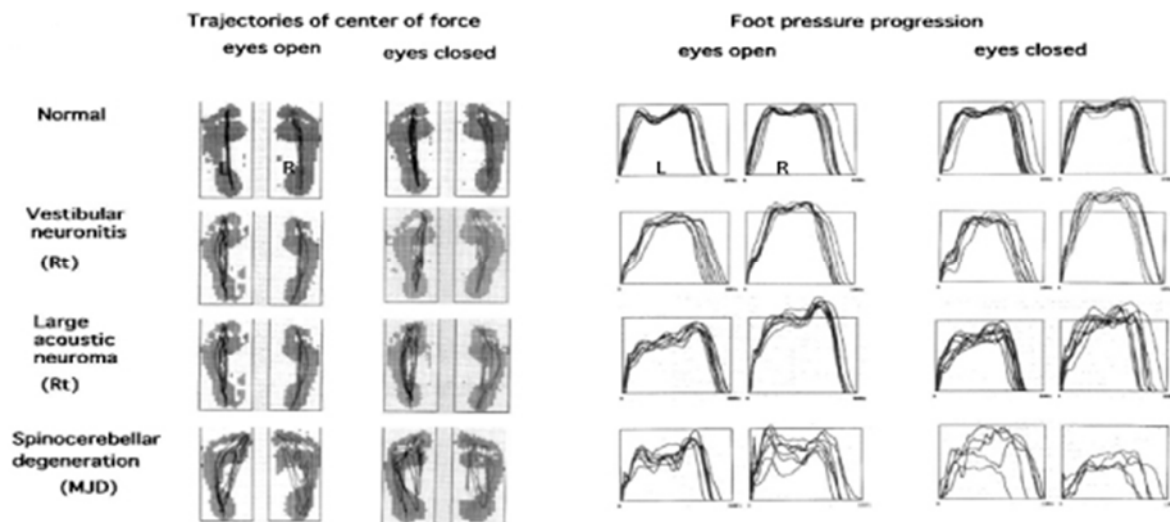 Trajectories of center of force
eyes open
eyes closed
Foot pressure progression
eyes open
eyes closed
Normal
L
R
L
R
Vestibular
neuronitis
(Rt)
Large
acoustic
neuroma
(Rt)
Spinocerebellar
degeneration
(MJD)